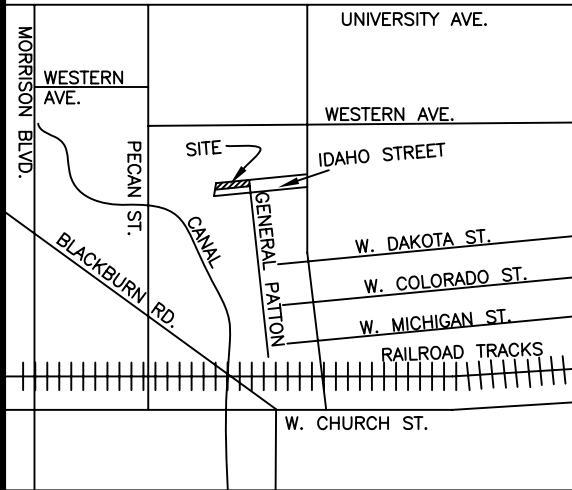 UNIVERSITY AVE.
MORRISON BLVD.
WESTERN
AVE.
WESTERN AVE.
PECAN ST.
SITE
IDAHO STREET
CANAL
GENERAL PATTON
W. DAKOTA ST.
BLACKBURN RD.
W. COLORADO ST.
W. MICHIGAN ST.
RAILROAD TRACKS
W. CHURCH ST.